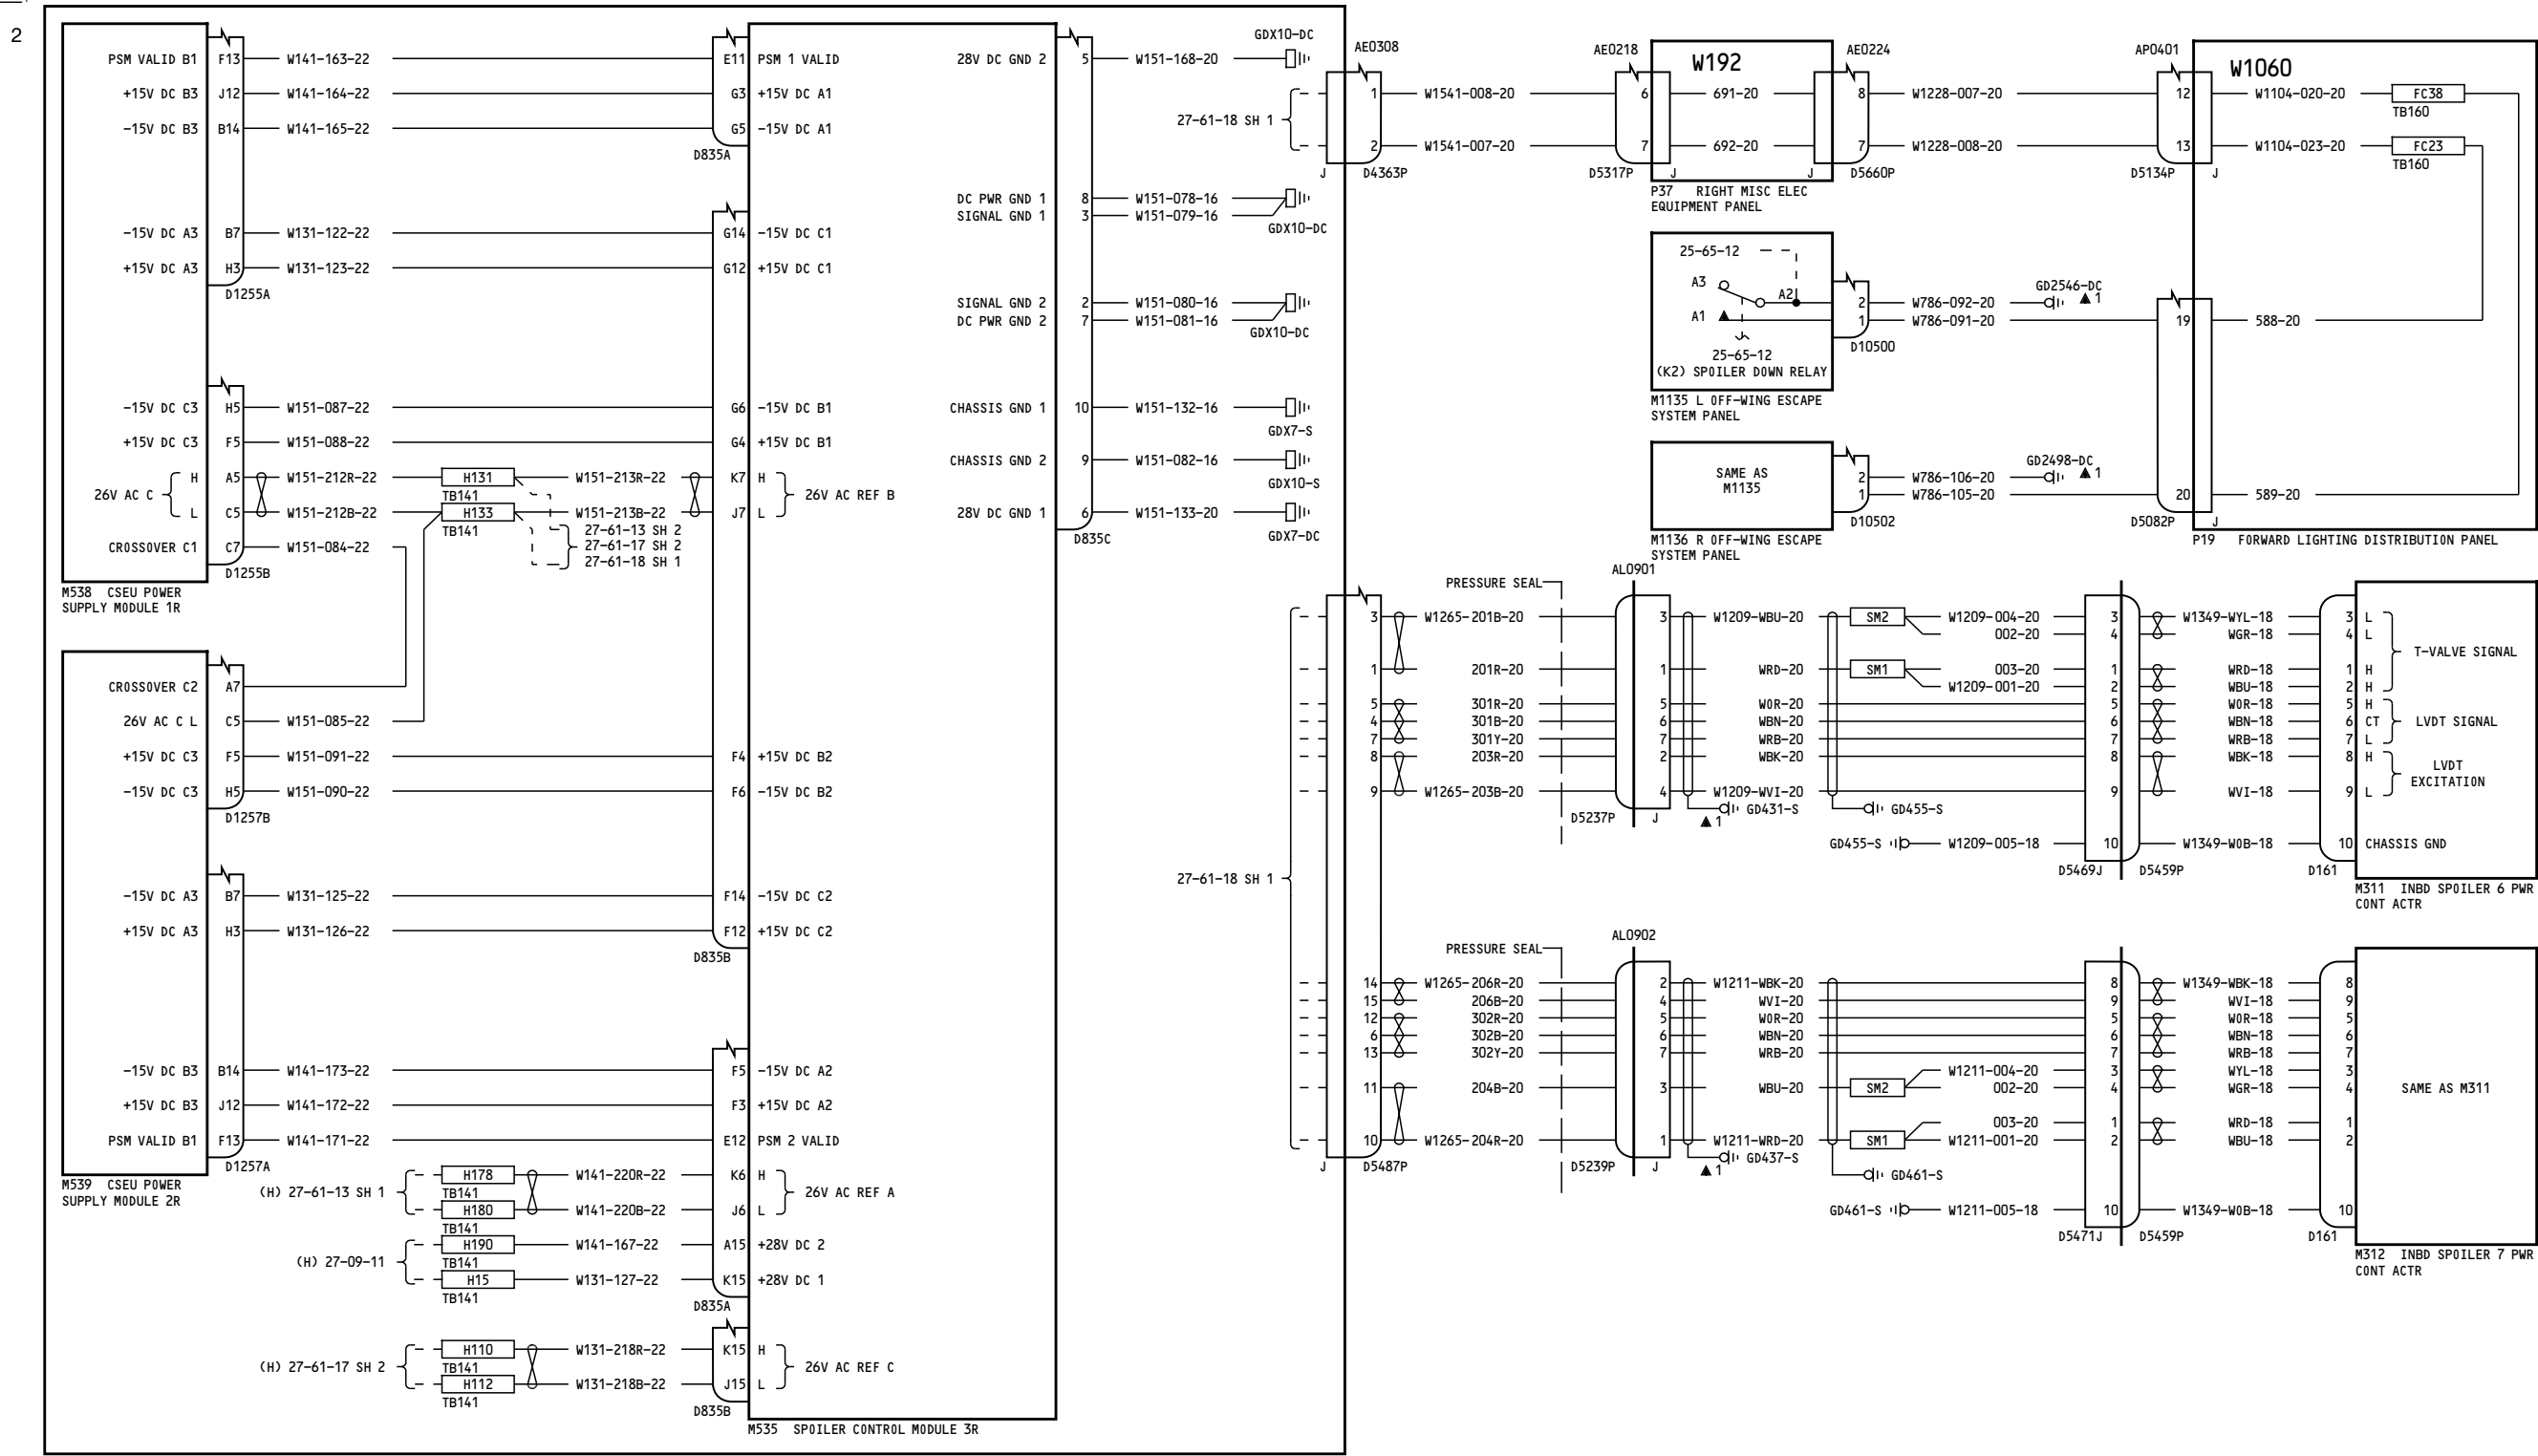 2
PSM VALID B1 F13 W141-163-22 E11 PSM 1 VALID
+15V DC B3 J12 W141-164-22 G3 +15V DC A1
-15V DC B3 B14 W141-165-22 G5 -15V DC A1
D835A
-15V DC A3 B7 W131-122-22 G14 -15V DC C1
+15V DC A3 H3 W131-123-22 G12 +15V DC C1
D1255A
-15V DC C3 H5 W151-087-22 G6 -15V DC B1
+15V DC C3 F5 W151-088-22 G4 +15V DC B1
H A5 W151-212R-22 H131 W151-213R-22 K7 H
26V AC C TB141 26V AC REF B
L C5 W151-212B-22 H133 W151-213B-22 J7 L
TB141
27-61-13 SH 2
27-61-17 SH 2
27-61-18 SH 1
CROSSOVER C1 C7 W151-084-22
D1255B
M538 CSEU POWER
SUPPLY MODULE 1R
CROSSOVER C2 A7
26V AC C L C5 W151-085-22
+15V DC C3 F5 W151-091-22 F4 +15V DC B2
-15V DC C3 H5 W151-090-22 F6 -15V DC B2
D1257B
-15V DC A3 B7 W131-125-22 F14 -15V DC C2
+15V DC A3 H3 W131-126-22 F12 +15V DC C2
D835B
-15V DC B3 B14 W141-173-22 F5 -15V DC A2
+15V DC B3 J12 W141-172-22 F3 +15V DC A2
PSM VALID B1 F13 W141-171-22 E12 PSM 2 VALID
D1257A
M539 CSEU POWER
SUPPLY MODULE 2R
H178 W141-220R-22 K6 H
(H) 27-61-13 SH 1 TB141 26V AC REF A
H180 W141-220B-22 J6 L
TB141
H190 W141-167-22 A15 +28V DC 2
(H) 27-09-11 TB141
H15 W131-127-22 K15 +28V DC 1
TB141 D835A
H110 W131-218R-22 K15 H
(H) 27-61-17 SH 2 TB141 26V AC REF C
H112 W131-218B-22 J15 L
TB141 D835B
M535 SPOILER CONTROL MODULE 3R
28V DC GND 2 5 W151-168-20 GDX10-DC
DC PWR GND 1 8 W151-078-16
SIGNAL GND 1 3 W151-079-16
GDX10-DC
SIGNAL GND 2 2 W151-080-16
DC PWR GND 2 7 W151-081-16
GDX10-DC
CHASSIS GND 1 10 W151-132-16
GDX7-S
CHASSIS GND 2 9 W151-082-16
GDX10-S
28V DC GND 1 6 W151-133-20
D835C GDX7-DC
AE0308 AE0218 W192 AE0224 AP0401 W1060
1 W1541-008-20 6 691-20 8 W1228-007-20 12 W1104-020-20 FC38
27-61-18 SH 1 TB160
2 W1541-007-20 7 692-20 7 W1228-008-20 13 W1104-023-20 FC23
TB160
J D4363P D5317P J J D5660P D5134P J
P37 RIGHT MISC ELEC
EQUIPMENT PANEL
25-65-12
A3 A2
A1
25-65-12
(K2) SPOILER DOWN RELAY
2 W786-092-20 GD2546-DC 1
1 W786-091-20 19 588-20
D10500
M1135 L OFF-WING ESCAPE
SYSTEM PANEL
SAME AS
M1135
2 W786-106-20 GD2498-DC 1
1 W786-105-20 20 589-20
D10502 D5082P J
M1136 R OFF-WING ESCAPE
SYSTEM PANEL
P19 FORWARD LIGHTING DISTRIBUTION PANEL
PRESSURE SEAL AL0901
3 W1265-201B-20 3 W1209-WBU-20 SM2 W1209-004-20 3 W1349-WYL-18 3 L
002-20 4 WGR-18 4 L
T-VALVE SIGNAL
1 201R-20 1 WRD-20 SM1 003-20 1 WRD-18 1 H
W1209-001-20 2 WBU-18 2 H
5 301R-20 5 WOR-20 5 WOR-18 5 H
4 301B-20 6 WBN-20 6 WBN-18 6 CT LVDT SIGNAL
7 301Y-20 7 WRB-20 7 WRB-18 7 L
8 203R-20 2 WBK-20 8 WBK-18 8 H
LVDT
EXCITATION
9 W1265-203B-20 4 W1209-WVI-20 9 WVI-18 9 L
D5237P J 1 GD431-S GD455-S
GD455-S W1209-005-18 10 W1349-WOB-18 10 CHASSIS GND
D5469J D5459P D161
M311 INBD SPOILER 6 PWR
CONT ACTR
27-61-18 SH 1
PRESSURE SEAL AL0902
14 W1265-206R-20 2 W1211-WBK-20 8 W1349-WBK-18 8
15 206B-20 4 WVI-20 9 WVI-18 9
12 302R-20 5 WOR-20 5 WOR-18 5
6 302B-20 6 WBN-20 6 WBN-18 6
13 302Y-20 7 WRB-20 7 WRB-18 7
W1211-004-20 3 WYL-18 3
11 204B-20 3 WBU-20 SM2 002-20 4 WGR-18 4
SAME AS M311
003-20 1 WRD-18 1
10 W1265-204R-20 1 W1211-WRD-20 SM1 W1211-001-20 2 WBU-18 2
J D5487P D5239P J 1 GD437-S GD461-S
GD461-S W1211-005-18 10 W1349-WOB-18 10
D5471J D5459P D161
M312 INBD SPOILER 7 PWR
CONT ACTR